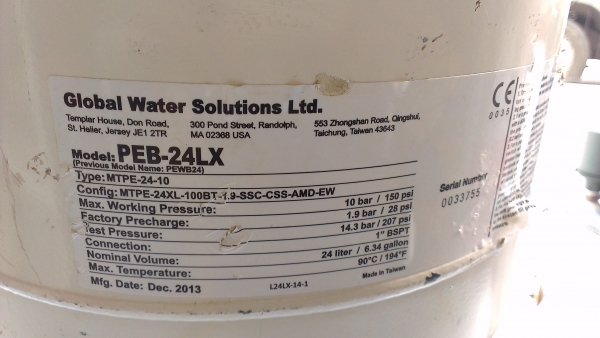 Global Water Solutions Ltd.
Templar House, Don Road, 300 Pond Street, Randolph, 553 Zhongshan Road, Qingshui,
St. Helier, Jersey JE1 2TR MA 02368 USA Taichung, Taiwan 43643
Model: PEB-24LX
(Previous Model Name: PEWB24)
Type: MTPE-24-10
Config: MTPE-24XL-100BT-1.9-SSC-CSS-AMD-EW
Max. Working Pressure: 10 bar / 150 psi
Factory Precharge: 1.9 bar / 28 psi
Test Pressure: 14.3 bar / 207 psi
Connection: 1" BSPT
Nominal Volume: 24 liter / 6.34 gallon
Max. Temperature: 90°C / 194°F
Mfg. Date: Dec. 2013 L24LX-14-1 Made in Taiwan
CE
Serial Number
0033755